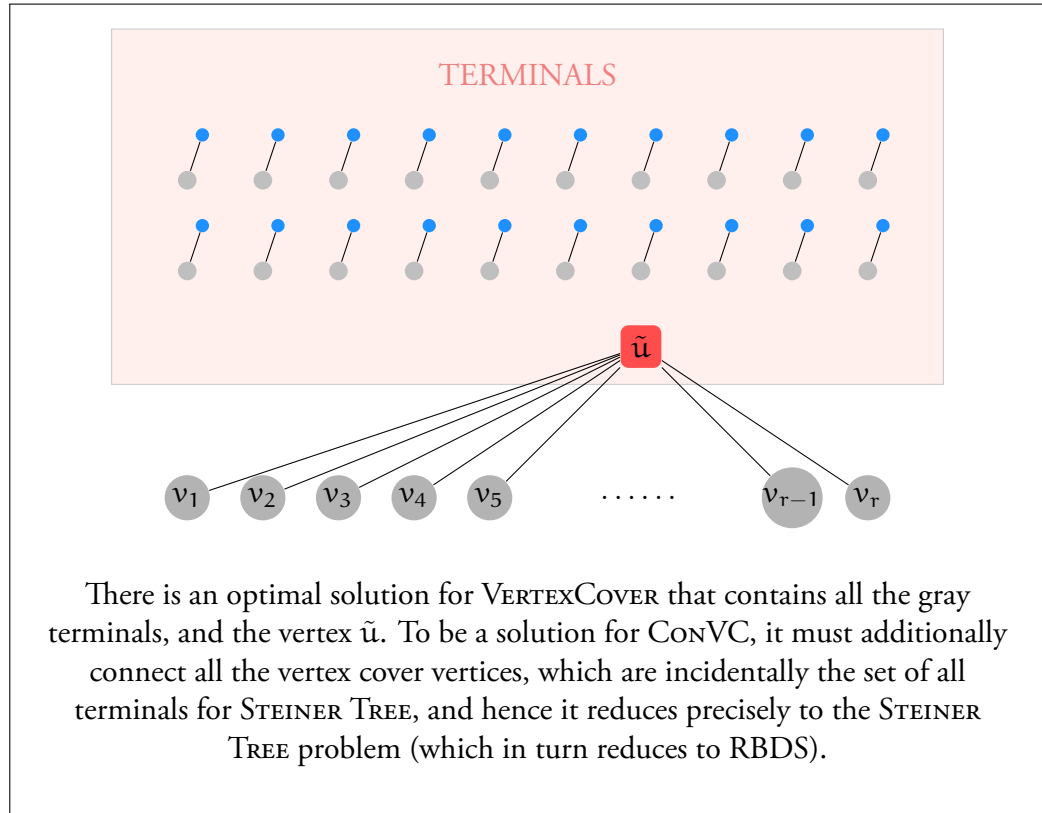 TERMINALS
ũ
v₁ v₂ v₃ v₄ v₅ ...... vᵣ₋₁ vᵣ
There is an optimal solution for VERTEXCOVER that contains all the gray
terminals, and the vertex ũ. To be a solution for CONVC, it must additionally
connect all the vertex cover vertices, which are incidentally the set of all
terminals for STEINER TREE, and hence it reduces precisely to the STEINER
TREE problem (which in turn reduces to RBDS).